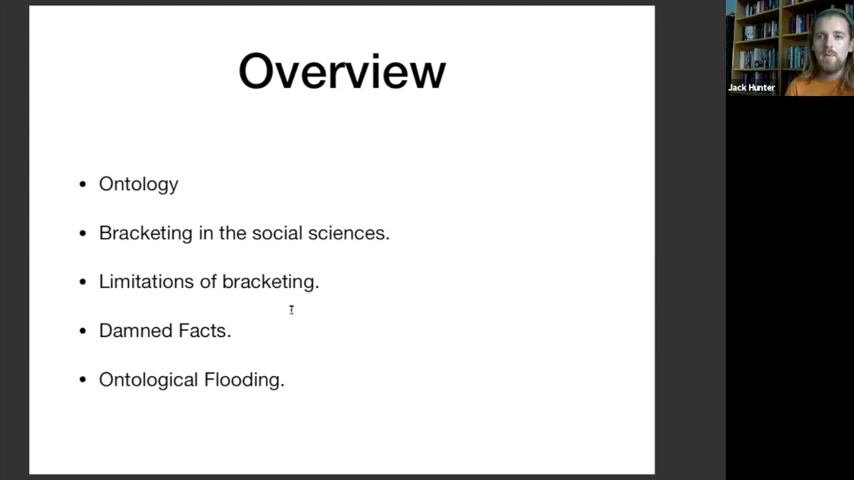 Overview
Jack Hunter
• Ontology
• Bracketing in the social sciences.
• Limitations of bracketing.
• Damned Facts.
• Ontological Flooding.